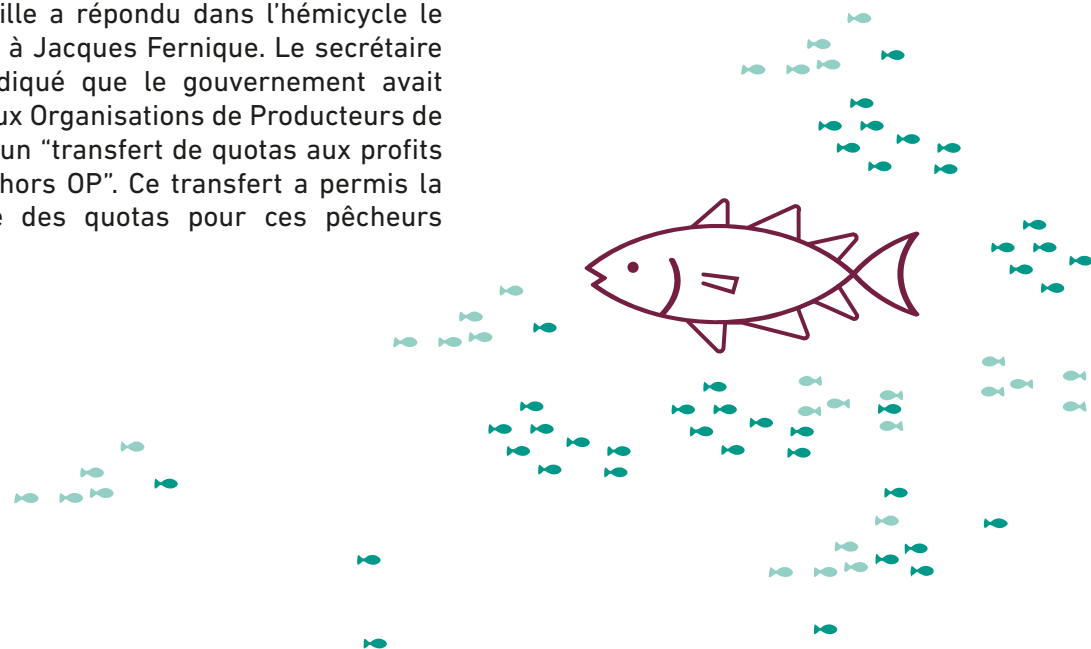 ille a répondu dans l'hémicycle le
à Jacques Fernique. Le secrétaire
diqué que le gouvernement avait
ux Organisations de Producteurs de
un “transfert de quotas aux profits
hors OP”. Ce transfert a permis la
e des quotas pour ces pêcheurs